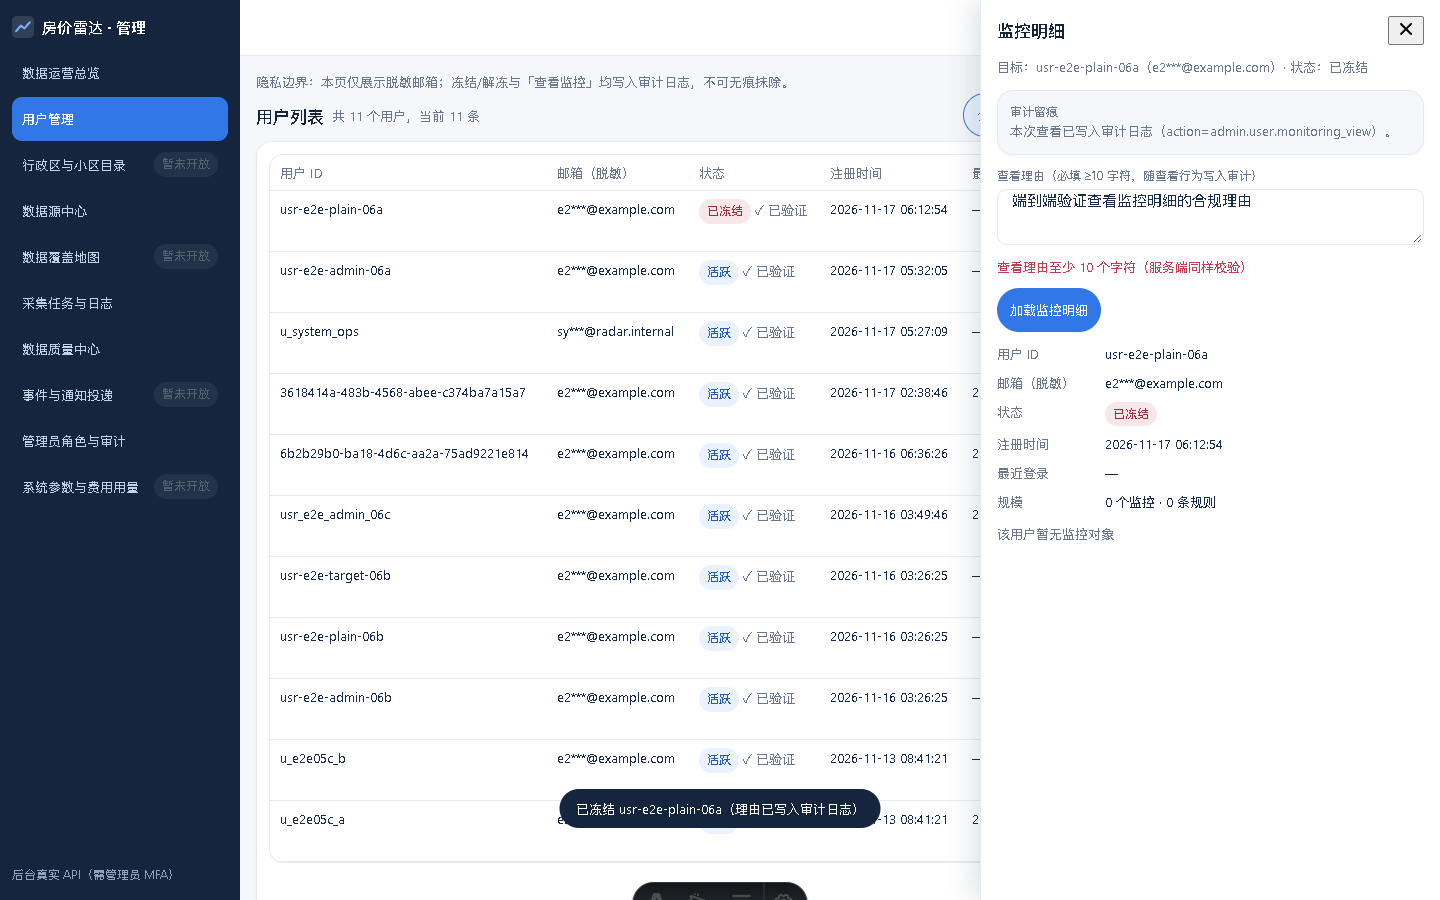 房价雷达 · 管理
数据运营总览
用户管理
行政区与小区目录 暂未开放
数据源中心
数据覆盖地图 暂未开放
采集任务与日志
数据质量中心
事件与通知投递 暂未开放
管理员角色与审计
系统参数与费用用量 暂未开放
后台真实 API（需管理员 MFA）
隐私边界：本页仅展示脱敏邮箱；冻结/解冻与「查看监控」均写入审计日志，不可无痕抹除。
用户列表 共 11 个用户，当前 11 条
用户 ID 邮箱（脱敏） 状态 注册时间
usr-e2e-plain-06a e2***@example.com 已冻结 ✓ 已验证 2026-11-17 06:12:54 —
usr-e2e-admin-06a e2***@example.com 活跃 ✓ 已验证 2026-11-17 05:32:05 —
u_system_ops sy***@radar.internal 活跃 ✓ 已验证 2026-11-17 05:27:09 —
3618414a-483b-4568-abee-c374ba7a15a7 e2***@example.com 活跃 ✓ 已验证 2026-11-17 02:38:46 2
6b2b29b0-ba18-4d6c-aa2a-75ad9221e814 e2***@example.com 活跃 ✓ 已验证 2026-11-16 06:36:26 2
usr_e2e_admin_06c e2***@example.com 活跃 ✓ 已验证 2026-11-16 03:49:46 2
usr-e2e-target-06b e2***@example.com 活跃 ✓ 已验证 2026-11-16 03:26:25 —
usr-e2e-plain-06b e2***@example.com 活跃 ✓ 已验证 2026-11-16 03:26:25 —
usr-e2e-admin-06b e2***@example.com 活跃 ✓ 已验证 2026-11-16 03:26:25 —
u_e2e05c_b e2***@example.com 活跃 ✓ 已验证 2026-11-13 08:41:21 —
u_e2e05c_a -13 08:41:21 2
已冻结 usr-e2e-plain-06a（理由已写入审计日志）
监控明细
目标：usr-e2e-plain-06a（e2***@example.com）· 状态：已冻结
审计留痕
本次查看已写入审计日志（action=admin.user.monitoring_view）。
查看理由（必填 ≥10 字符，随查看行为写入审计）
端到端验证查看监控明细的合规理由
查看理由至少 10 个字符（服务端同样校验）
加载监控明细
用户 ID usr-e2e-plain-06a
邮箱（脱敏） e2***@example.com
状态 已冻结
注册时间 2026-11-17 06:12:54
最近登录 —
规模 0 个监控 · 0 条规则
该用户暂无监控对象